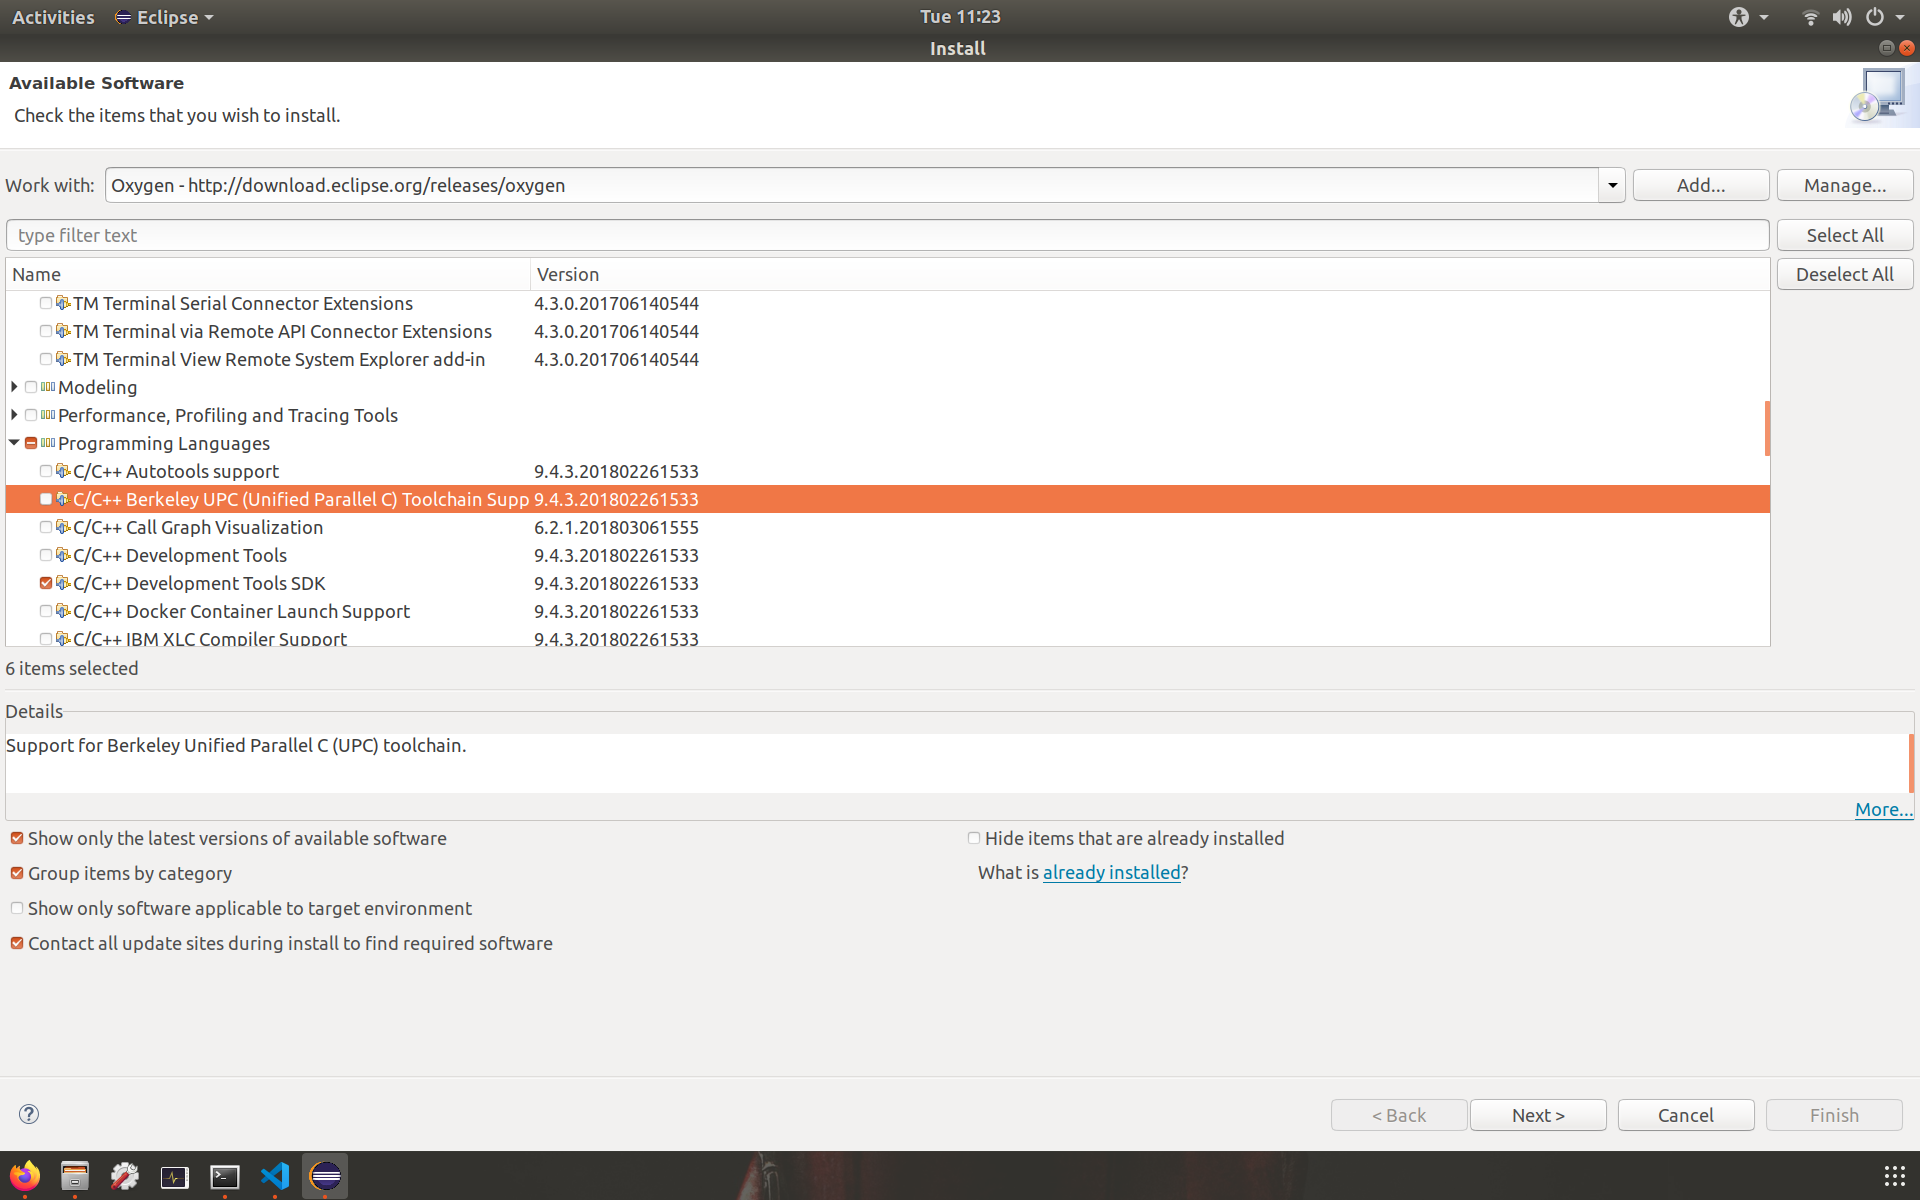 Activities Eclipse Tue 11:23
Install
Available Software
Check the items that you wish to install.
Work with: Oxygen - http://download.eclipse.org/releases/oxygen Add... Manage...
type filter text Select All
Name Version Deselect All
TM Terminal Serial Connector Extensions 4.3.0.201706140544
TM Terminal via Remote API Connector Extensions 4.3.0.201706140544
TM Terminal View Remote System Explorer add-in 4.3.0.201706140544
Modeling
Performance, Profiling and Tracing Tools
Programming Languages
C/C++ Autotools support 9.4.3.201802261533
C/C++ Berkeley UPC (Unified Parallel C) Toolchain Supp 9.4.3.201802261533
C/C++ Call Graph Visualization 6.2.1.201803061555
C/C++ Development Tools 9.4.3.201802261533
C/C++ Development Tools SDK 9.4.3.201802261533
C/C++ Docker Container Launch Support 9.4.3.201802261533
C/C++ IBM XLC Compiler Support 9.4.3.201802261533
6 items selected
Details
Support for Berkeley Unified Parallel C (UPC) toolchain.
More...
Show only the latest versions of available software Hide items that are already installed
Group items by category What is already installed?
Show only software applicable to target environment
Contact all update sites during install to find required software
< Back Next > Cancel Finish